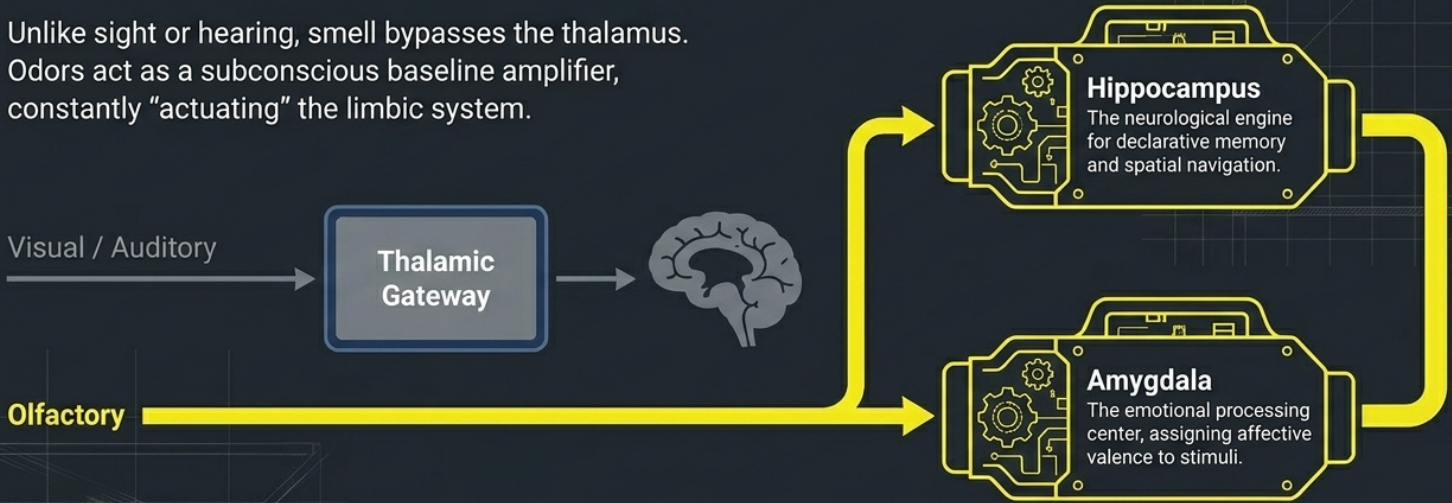 Unlike sight or hearing, smell bypasses the thalamus.
Odors act as a subconscious baseline amplifier,
constantly “actuating” the limbic system.
Visual / Auditory
Thalamic
Gateway
Olfactory
Hippocampus
The neurological engine
for declarative memory
and spatial navigation.
Amygdala
The emotional processing
center, assigning affective
valence to stimuli.